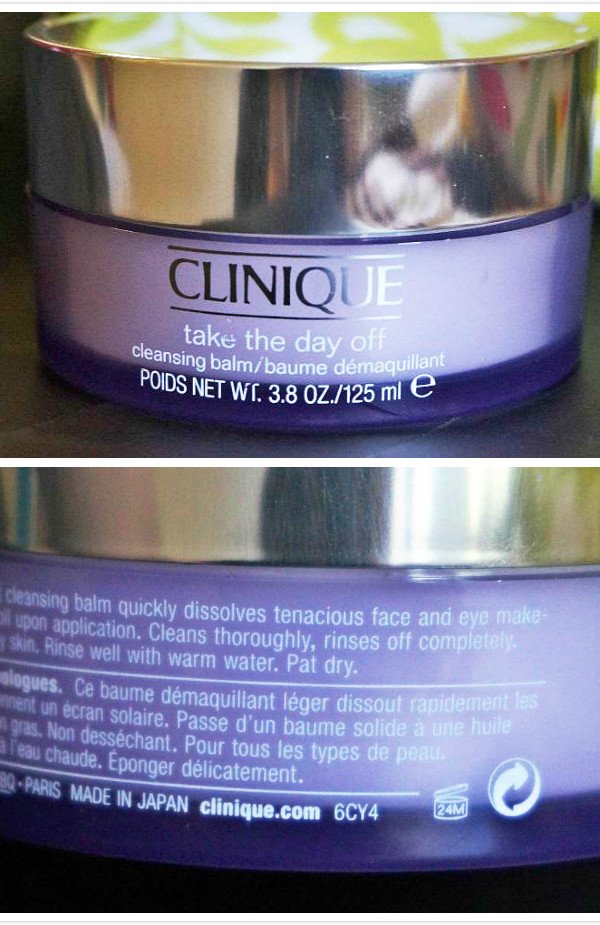 CLINIQUE
take the day off
cleansing balm/baume démaquillant
POIDS NET WT. 3.8 OZ./125 ml e
cleansing balm quickly dissolves tenacious face and eye make-
oil upon application. Cleans thoroughly, rinses off completely.
skin. Rinse well with warm water. Pat dry.
Ce baume démaquillant léger dissout rapidement les
un écran solaire. Passe d'un baume solide à une huile
gras. Non desséchant. Pour tous les types de peau.
à l'eau chaude. Éponger délicatement.
-PARIS MADE IN JAPAN clinique.com 6CY4
24M